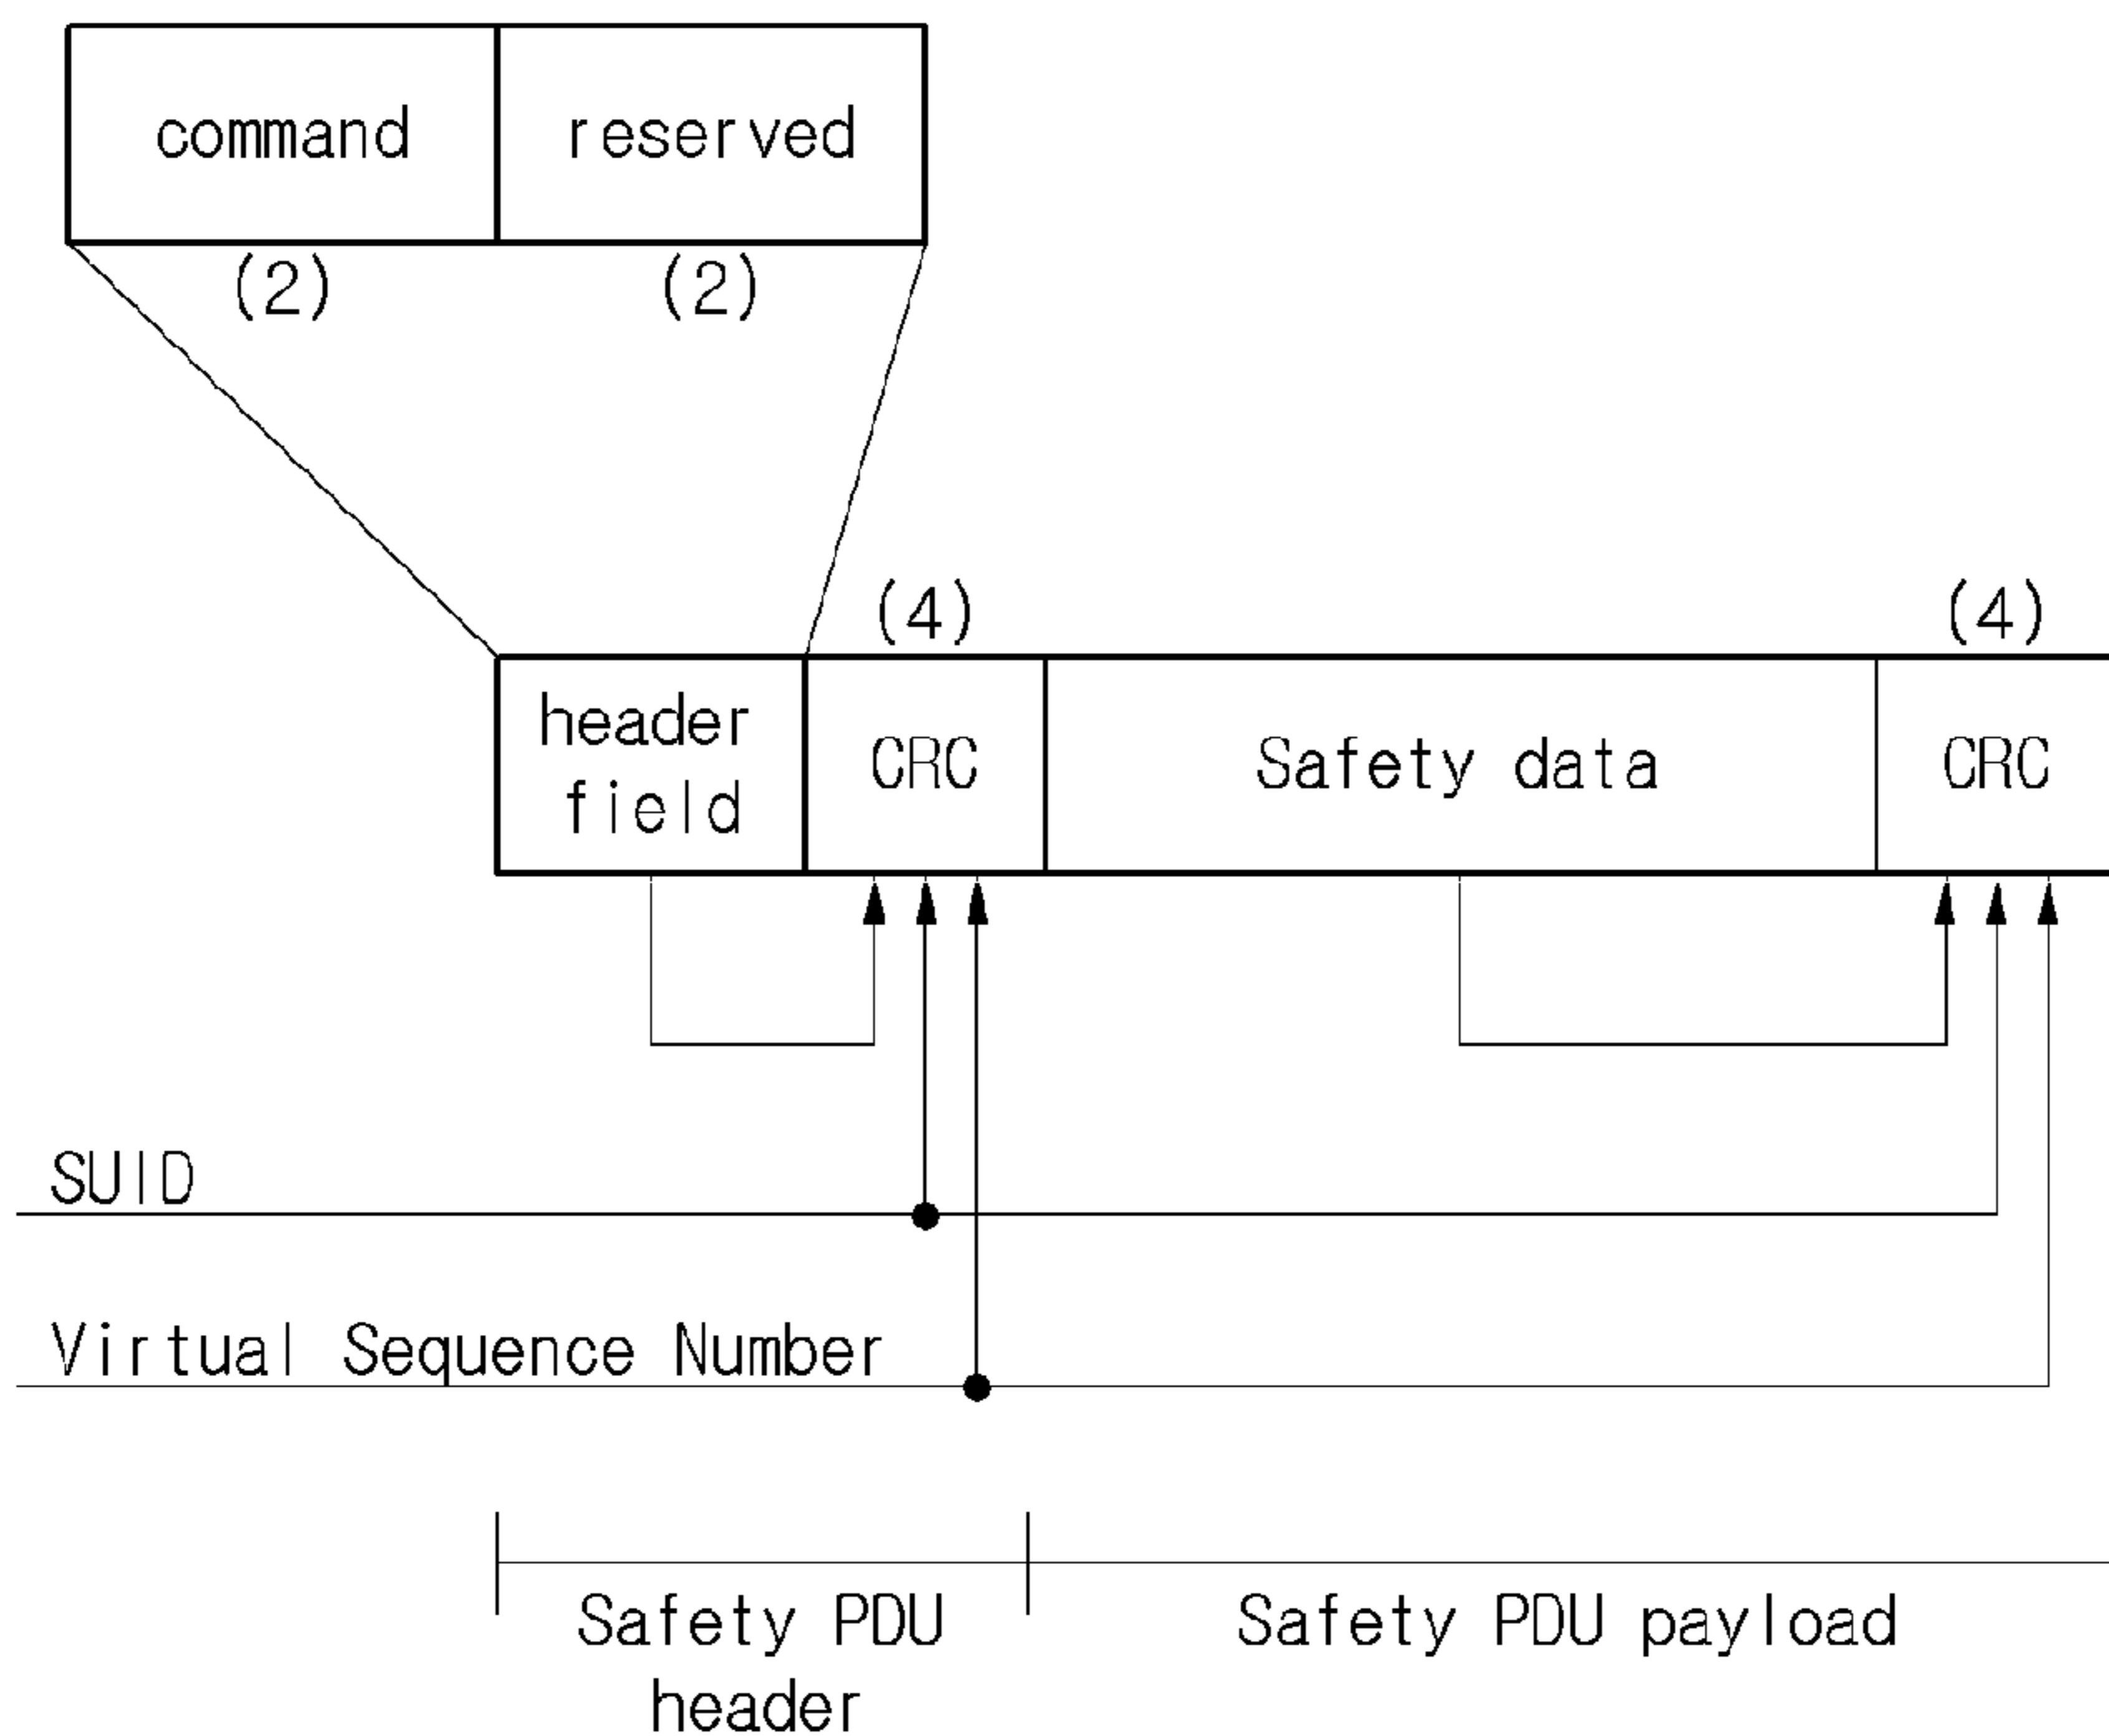 command reserved
(2) (2)
(4) (4)
header
field
CRC Safety data CRC
SUID
Virtual Sequence Number
Safety PDU
header
Safety PDU payload